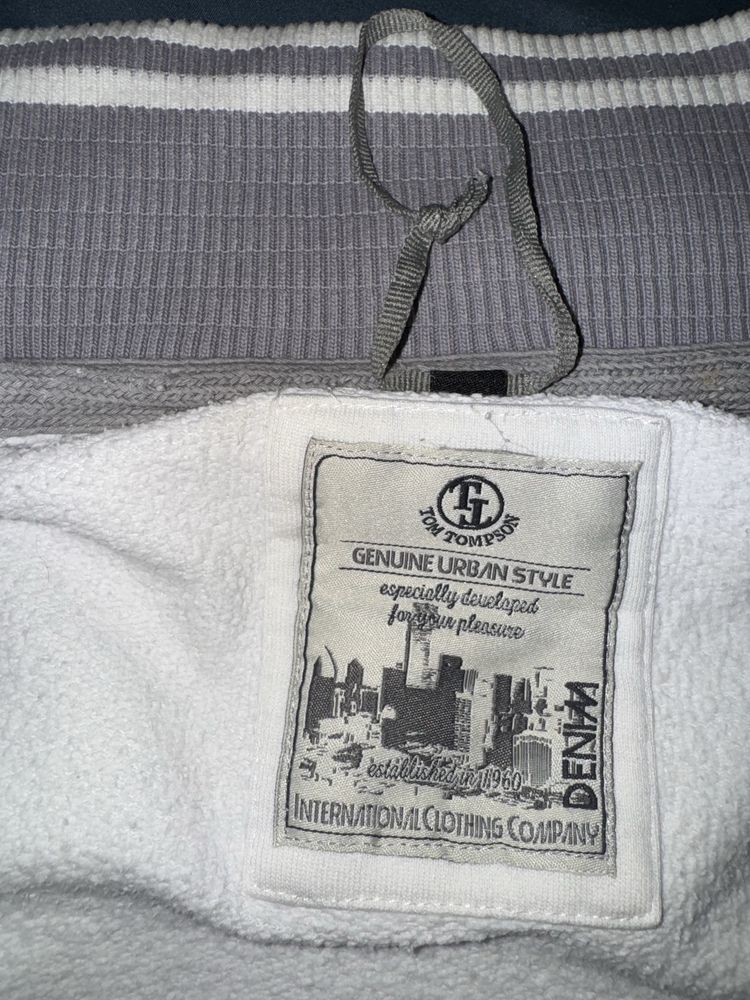 TT
TOM TOMPSON
GENUINE URBAN STYLE
especially developed
for your pleasure
DENIM
established in 1960
INTERNATIONAL CLOTHING COMPANY